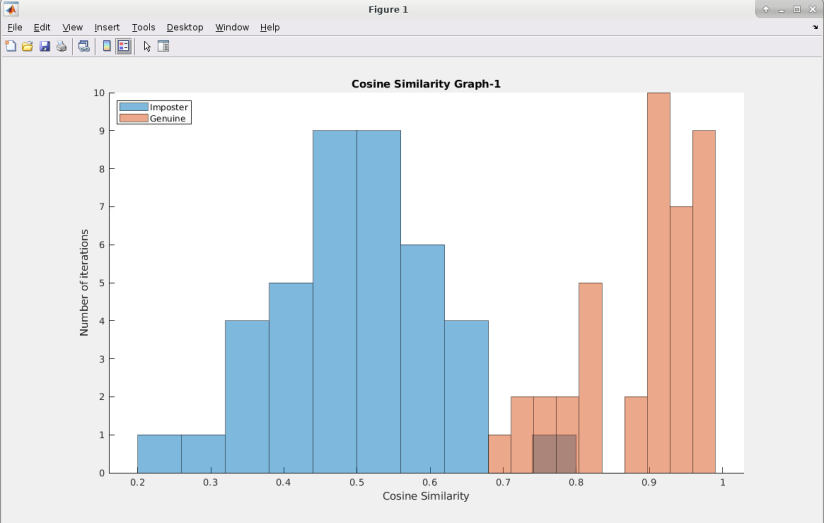 Figure 1
File Edit View Insert Tools Desktop Window Help
Cosine Similarity Graph-1
Imposter
Genuine
Number of iterations
10
9
8
7
6
5
4
3
2
1
0
0.2 0.3 0.4 0.5 0.6 0.7 0.8 0.9 1
Cosine Similarity